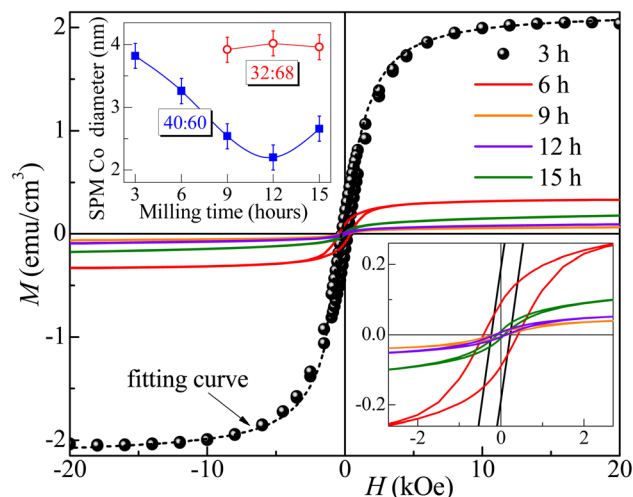 M (emu/cm³)
2
1
0
-1
-2
-20
-10
0
10
20
H (kOe)
3 h
6 h
9 h
12 h
15 h
fitting curve
SPM Co diameter (nm)
4
3
2
3
6
9
12
15
Milling time (hours)
32:68
40:60
0.2
0.0
-0.2
-2
0
2